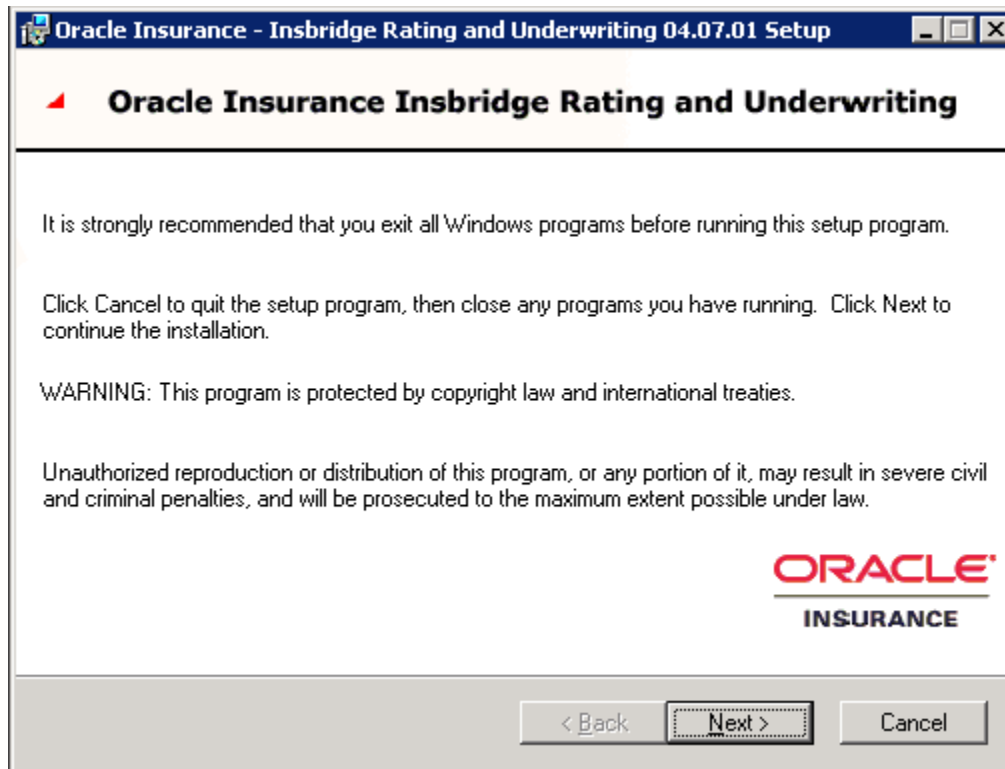 Oracle Insurance - Insbridge Rating and Underwriting 04.07.01 Setup
Oracle Insurance Insbridge Rating and Underwriting
It is strongly recommended that you exit all Windows programs before running this setup program.
Click Cancel to quit the setup program, then close any programs you have running.  Click Next to
continue the installation.
WARNING: This program is protected by copyright law and international treaties.
Unauthorized reproduction or distribution of this program, or any portion of it, may result in severe civil
and criminal penalties, and will be prosecuted to the maximum extent possible under law.
ORACLE
INSURANCE
< Back
Next >
Cancel